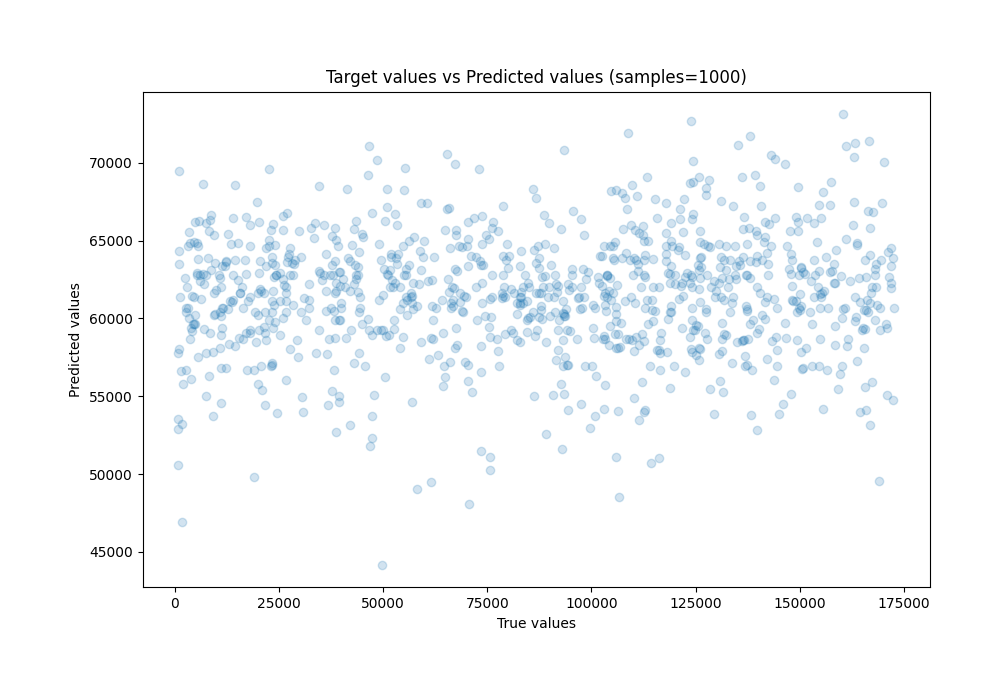 Target values vs Predicted values (samples=1000)
70000
65000
60000
55000
50000
45000
Predicted values
0 25000 50000 75000 100000 125000 150000 175000
True values